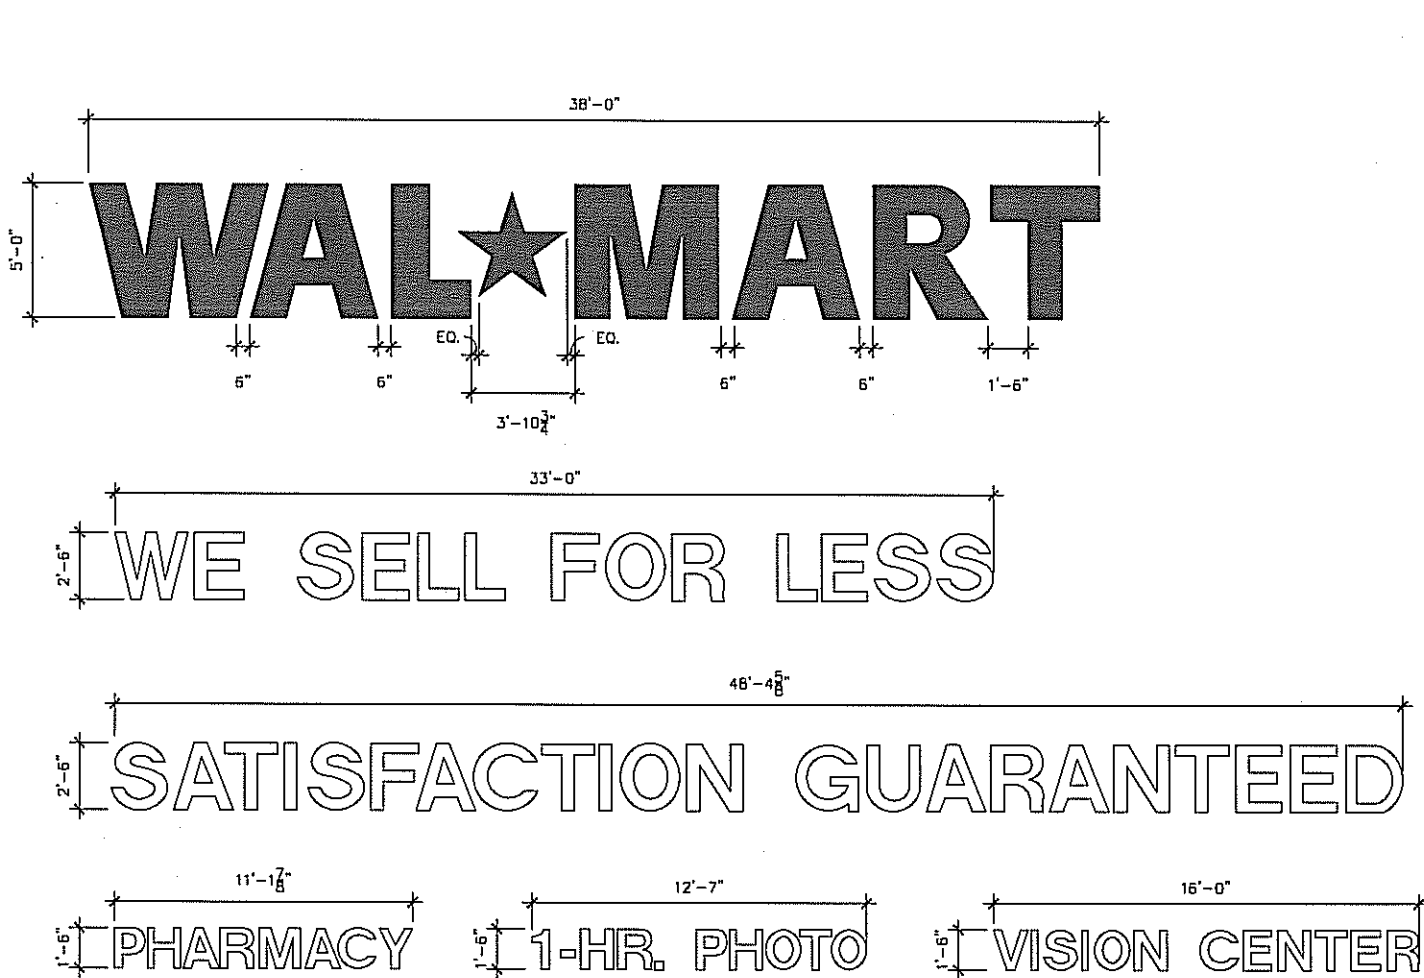 38'-0"
5'-0"
WAL★MART
EQ. EQ.
6" 6" 6" 6" 1'-6"
3'-10¾"
33'-0"
2'-6"
WE SELL FOR LESS
48'-4⅝"
2'-6"
SATISFACTION GUARANTEED
11'-1⅞" 12'-7" 16'-0"
1'-6" 1'-6" 1'-6"
PHARMACY 1-HR. PHOTO VISION CENTER